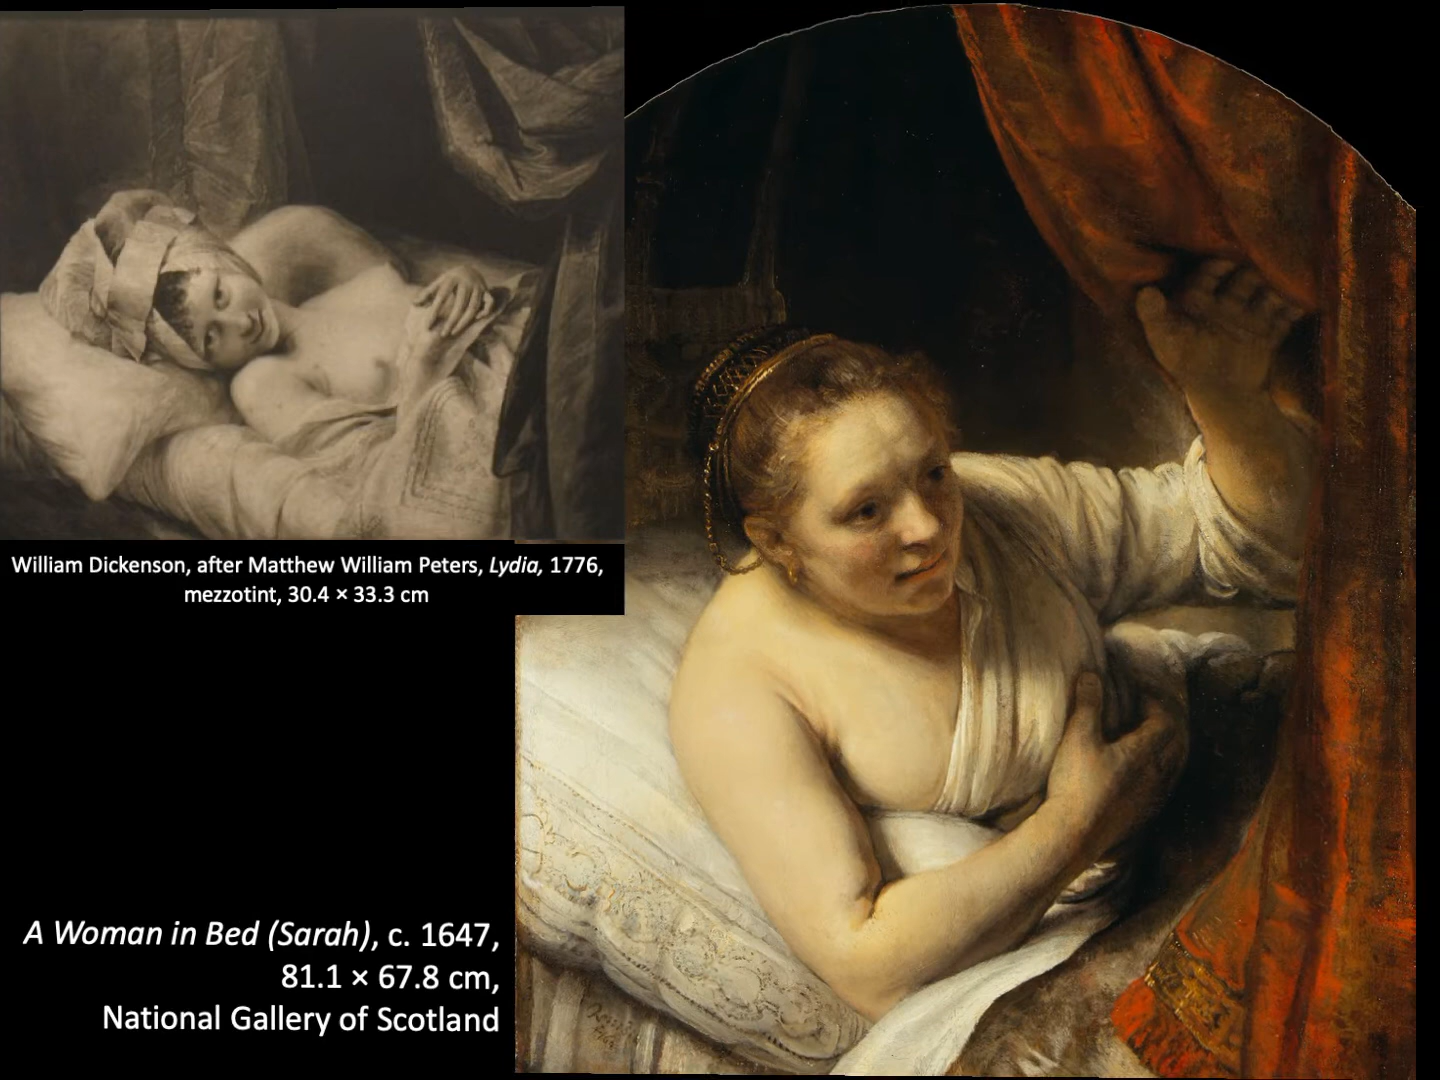 William Dickenson, after Matthew William Peters, Lydia, 1776,
mezzotint, 30.4 × 33.3 cm
A Woman in Bed (Sarah), c. 1647,
81.1 × 67.8 cm,
National Gallery of Scotland